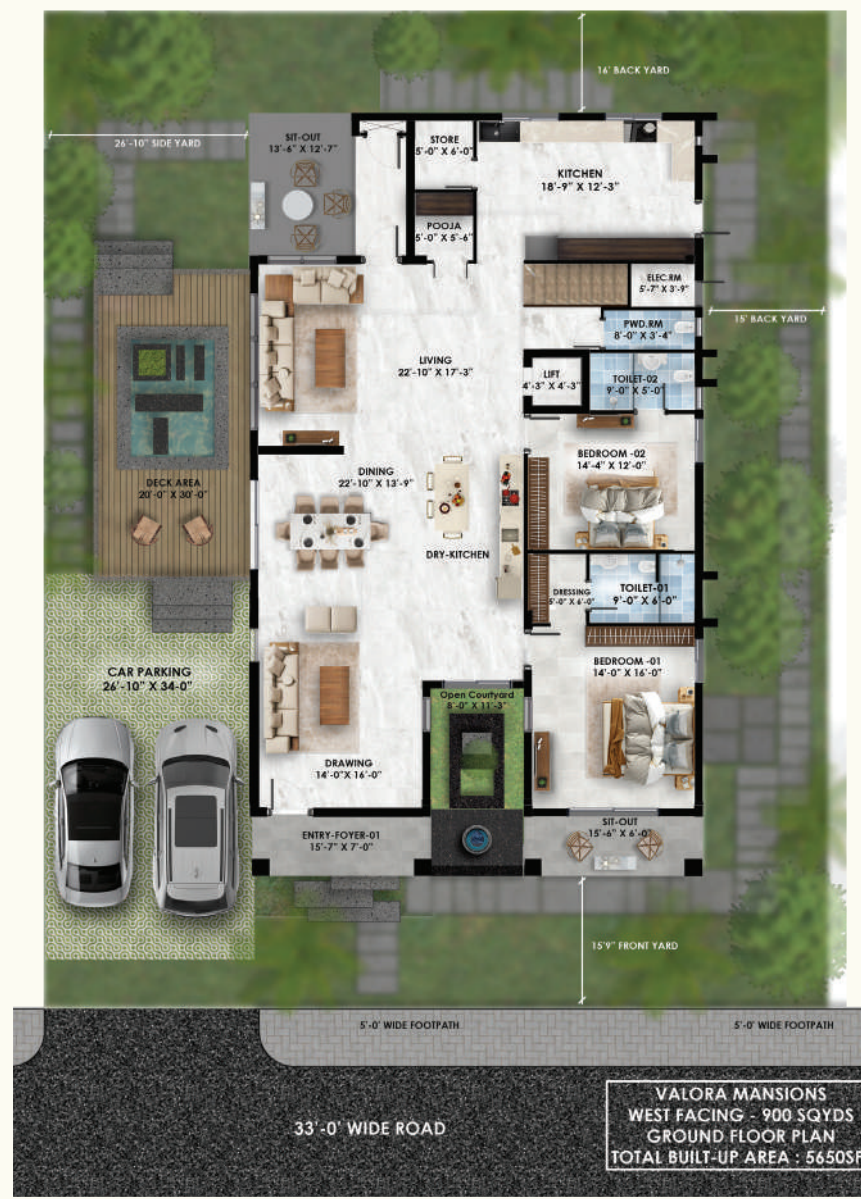 16' BACK YARD
26'-10" SIDE YARD
SIT-OUT
13'-6" X 12'-7"
STORE
5'-0" X 6'-0"
KITCHEN
18'-9" X 12'-3"
POOJA
5'-0" X 5'-6"
ELEC.RM
5'-7" X 3'-9"
15' BACK YARD
PWD.RM
8'-0" X 3'-4"
LIVING
22'-10" X 17'-3"
LIFT
4'-3" X 4'-3"
TOILET-02
9'-0" X 5'-0"
DECK AREA
20'-0" X 30'-0"
DINING
22'-10" X 13'-9"
BEDROOM -02
14'-4" X 12'-0"
DRY-KITCHEN
DRESSING
5'-0" X 6'-0"
TOILET-01
9'-0" X 6'-0"
CAR PARKING
26'-10" X 34'-0"
BEDROOM -01
14'-0" X 16'-0"
Open Courtyard
8'-0" X 11'-3"
DRAWING
14'-0"X 16'-0"
ENTRY-FOYER-01
15'-7" X 7'-0"
SIT-OUT
15'-6" X 6'-0"
15'9" FRONT YARD
5'-0' WIDE FOOTPATH
5'-0' WIDE FOOTPATH
33'-0' WIDE ROAD
VALORA MANSIONS
WEST FACING - 900 SQYDS
GROUND FLOOR PLAN
TOTAL BUILT-UP AREA : 5650SF